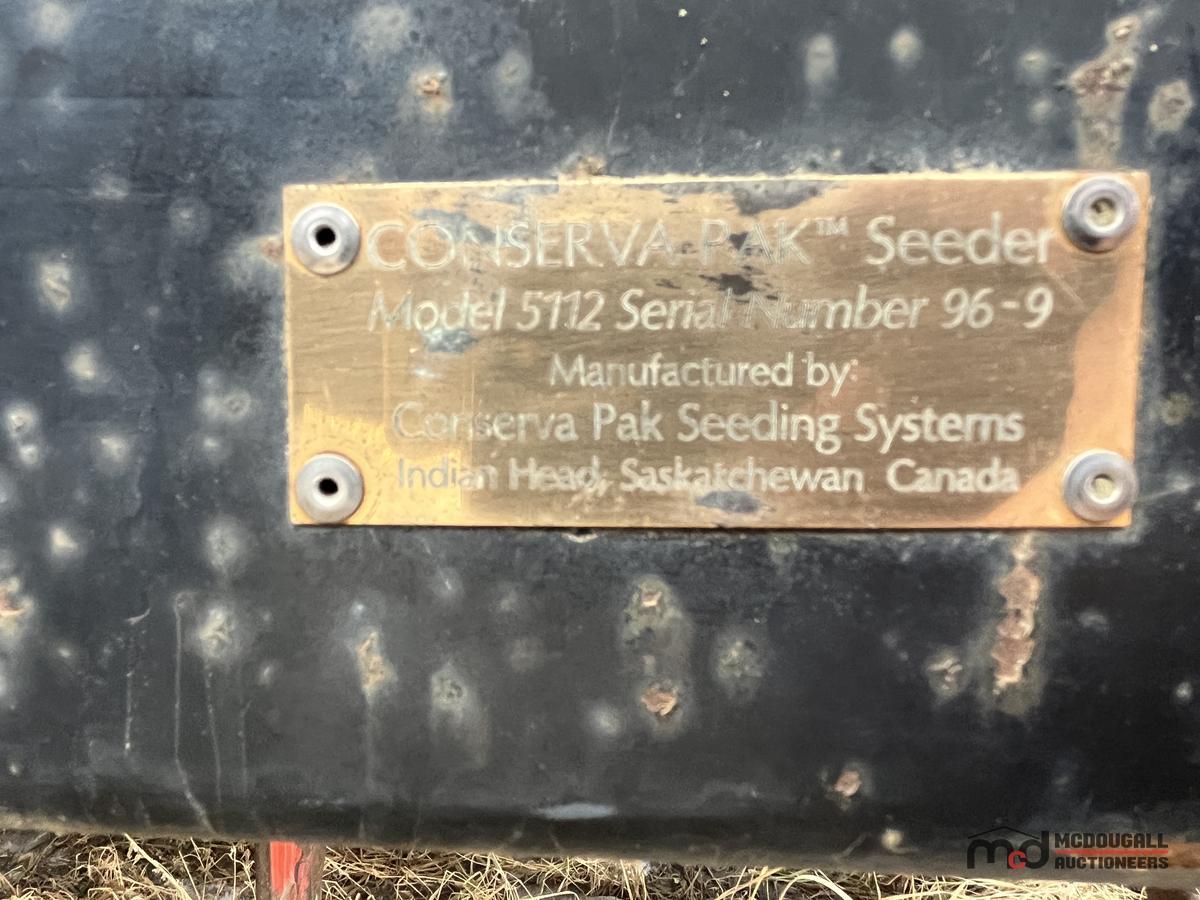 CONSERVA PAK™ Seeder
Model 5112 Serial Number 96-9
Manufactured by:
Conserva Pak Seeding Systems
Indian Head, Saskatchewan Canada
mcd MCDOUGALL
AUCTIONEERS